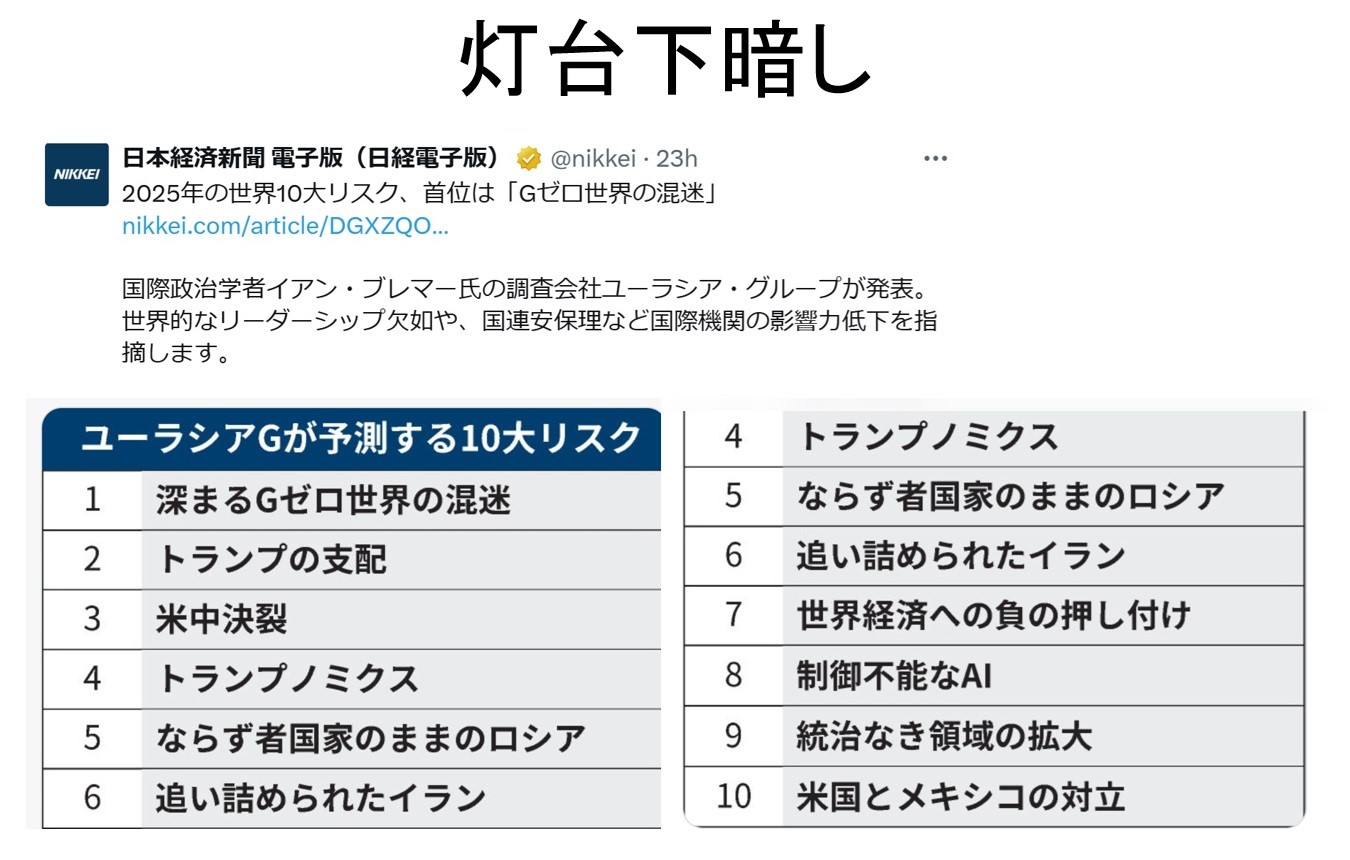 灯台下暗し
NIKKEI
日本経済新聞 電子版（日経電子版） @nikkei · 23h
2025年の世界10大リスク、首位は「Gゼロ世界の混迷」
nikkei.com/article/DGXZQO…
国際政治学者イアン・ブレマー氏の調査会社ユーラシア・グループが発表。
世界的なリーダーシップ欠如や、国連安保理など国際機関の影響力低下を指
摘します。
ユーラシアGが予測する10大リスク
1 深まるGゼロ世界の混迷
2 トランプの支配
3 米中決裂
4 トランプノミクス
5 ならず者国家のままのロシア
6 追い詰められたイラン
4 トランプノミクス
5 ならず者国家のままのロシア
6 追い詰められたイラン
7 世界経済への負の押し付け
8 制御不能なAI
9 統治なき領域の拡大
10 米国とメキシコの対立